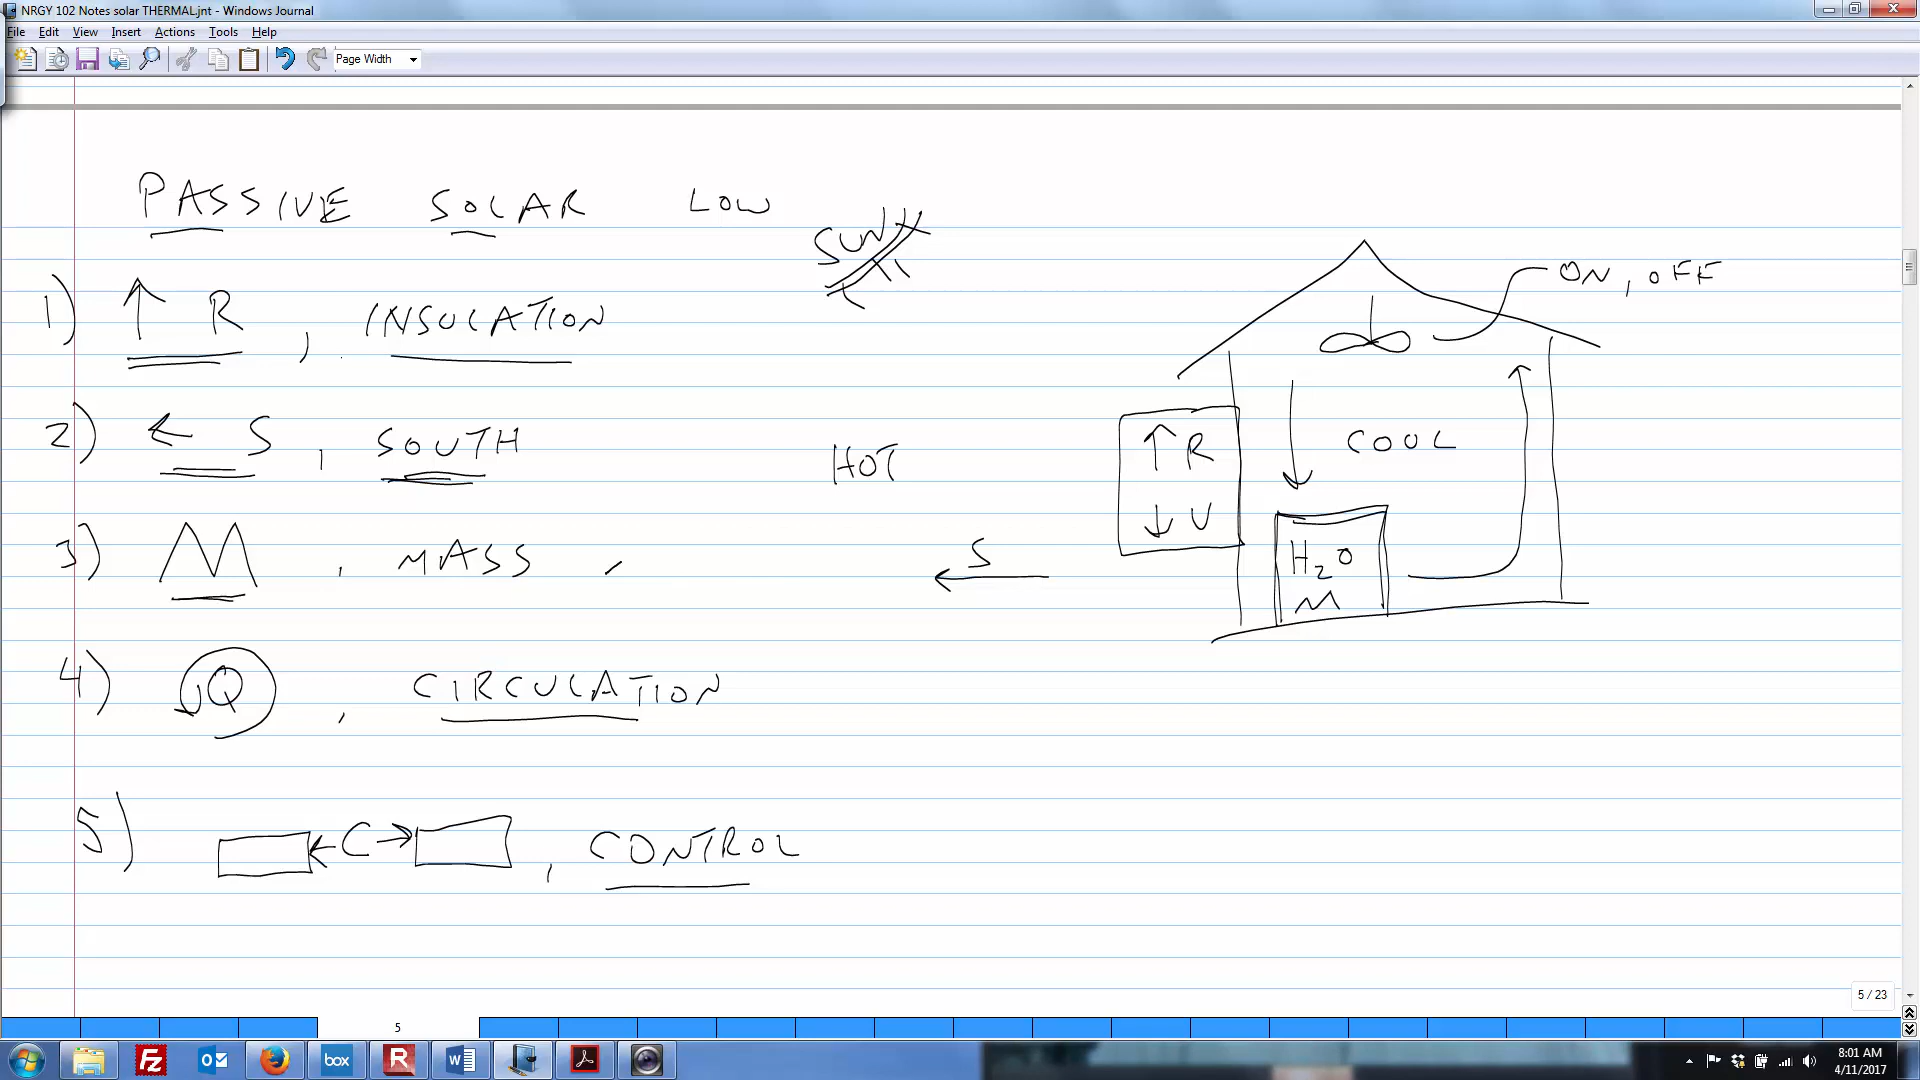 NRGY 102 Notes solar THERMAL.jnt - Windows Journal
File Edit View Insert Actions Tools Help
Page Width
PASSIVE SOLAR LOW
SUN
1) ↑ R , INSULATION
2) ← S , SOUTH
3) M , MASS ,
4) Q , CIRCULATION
5) ← C → , CONTROL
ON, OFF
HOT
COOL
↑ R
↓ U
S
H2O
M
5 / 23
5
Fz
box
R
W
8:01 AM
4/11/2017